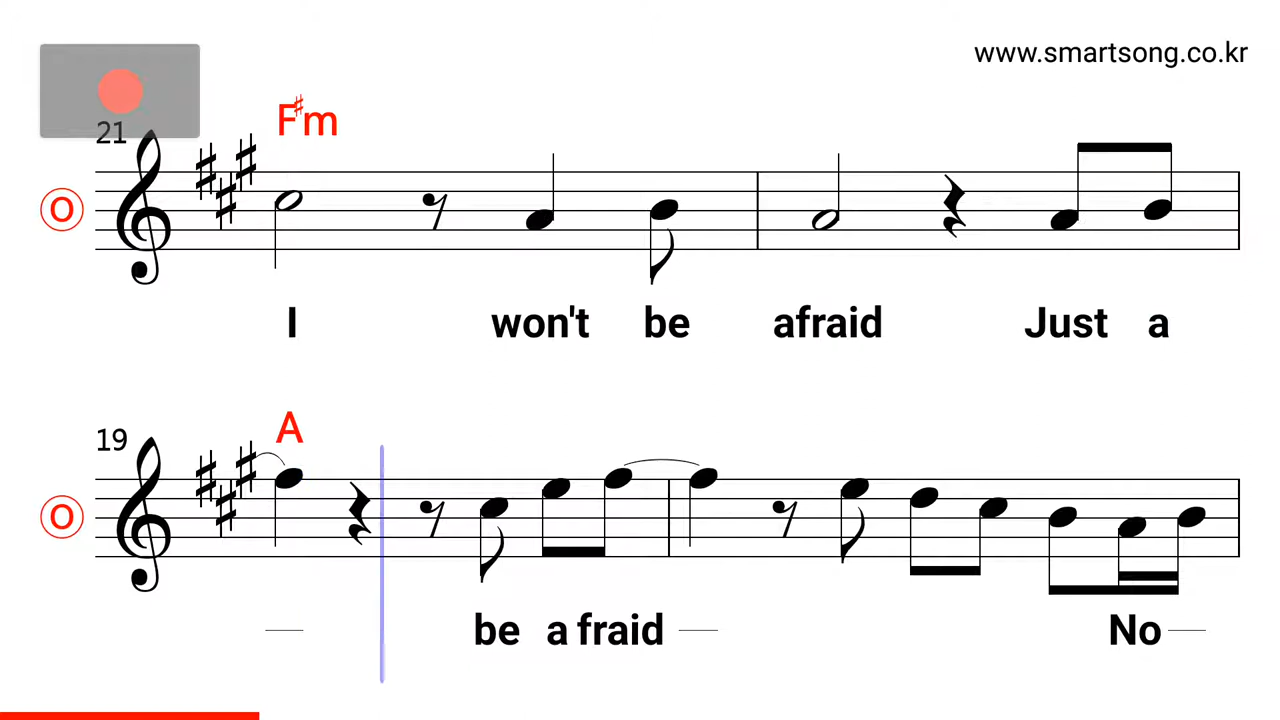 www.smartsong.co.kr
21
F♯m
O
I won't be afraid Just a
19
A
O
be a fraid No